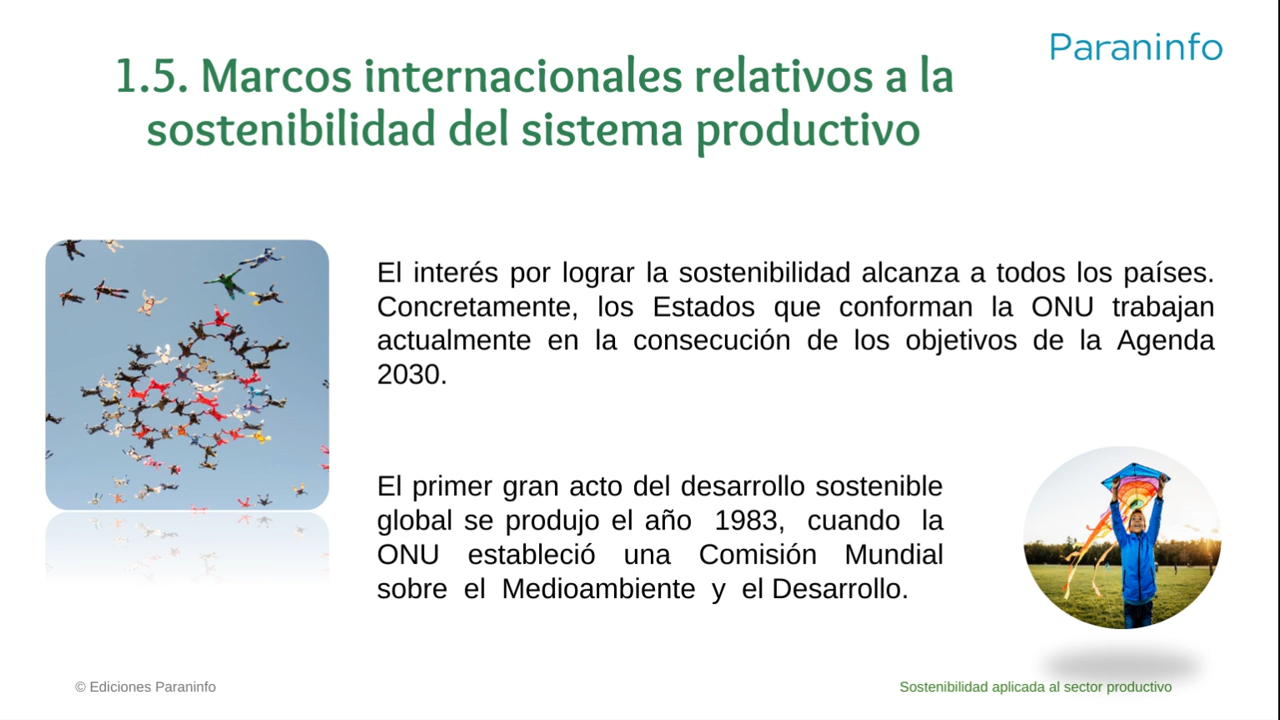 Paraninfo
1.5. Marcos internacionales relativos a la
sostenibilidad del sistema productivo
El interés por lograr la sostenibilidad alcanza a todos los países.
Concretamente, los Estados que conforman la ONU trabajan
actualmente en la consecución de los objetivos de la Agenda
2030.
El primer gran acto del desarrollo sostenible
global se produjo el año 1983, cuando la
ONU estableció una Comisión Mundial
sobre el Medioambiente y el Desarrollo.
© Ediciones Paraninfo
Sostenibilidad aplicada al sector productivo